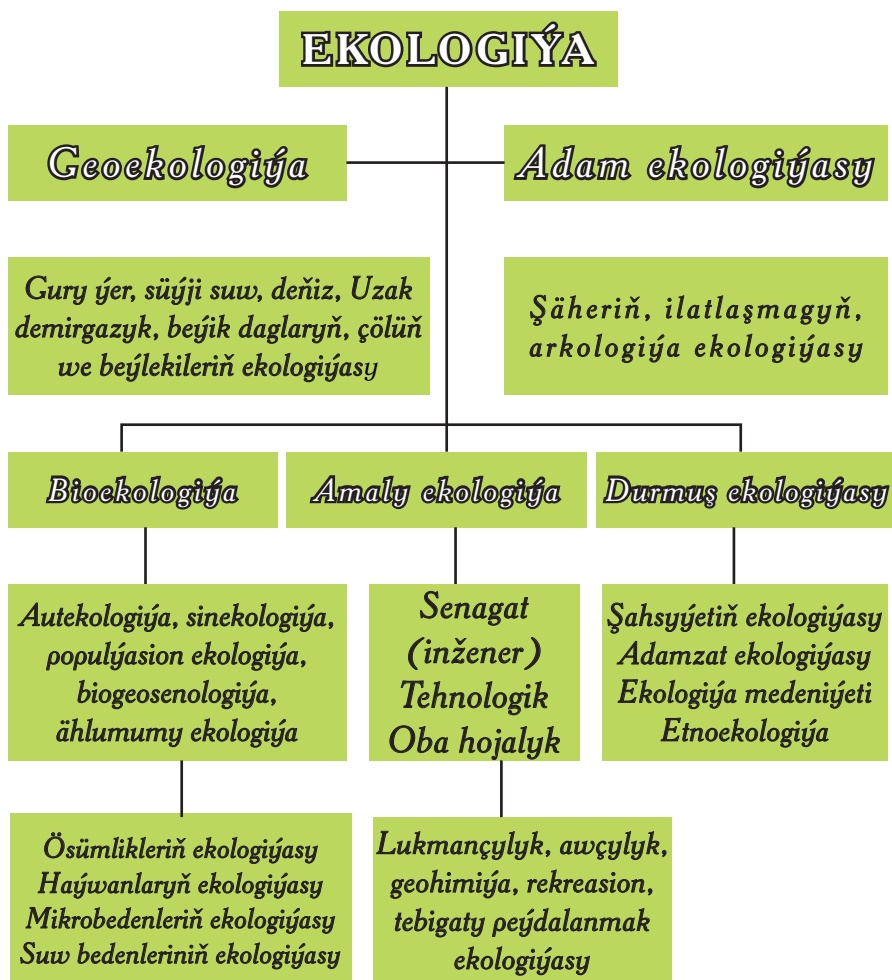 EKOLOGIÝA
Geoekologiýa
Adam ekologiýasy
Gury ýer, süýji suw, deňiz, Uzak
demirgazyk, beýik daglaryň, çölüň
we beýlekileriň ekologiýasy
Şäheriň, ilatlaşmagyň,
arkologiýa ekologiýasy
Bioekologiýa
Amaly ekologiýa
Durmuş ekologiýasy
Autekologiýa, sinekologiýa,
populýasion ekologiýa,
biogeosenologiýa,
ählumumy ekologiýa
Senagat
(inžener)
Tehnologik
Oba hojalyk
Şahsyýetiň ekologiýasy
Adamzat ekologiýasy
Ekologiýa medeniýeti
Etnoekologiýa
Ösümlikleriň ekologiýasy
Haýwanlaryň ekologiýasy
Mikrobedenleriň ekologiýasy
Suw bedenleriniň ekologiýasy
Lukmançylyk, awçylyk,
geohimiýa, rekreasion,
tebigaty peýdalanmak
ekologiýasy